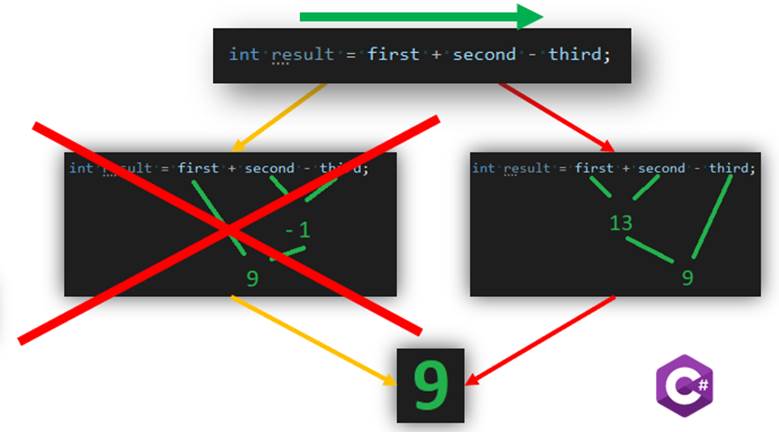 int result = first + second - third;
int result = first + second - third;
-1
9
int result = first + second - third;
13
9
9
C#